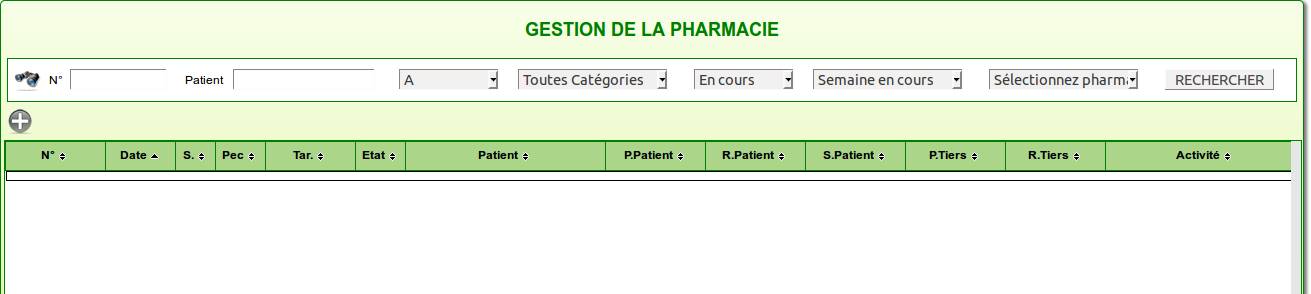 GESTION DE LA PHARMACIE
N° Patient A Toutes Catégories En cours Semaine en cours Sélectionnez pharma RECHERCHER
N° Date S. Pec Tar. Etat Patient P.Patient R.Patient S.Patient P.Tiers R.Tiers Activité